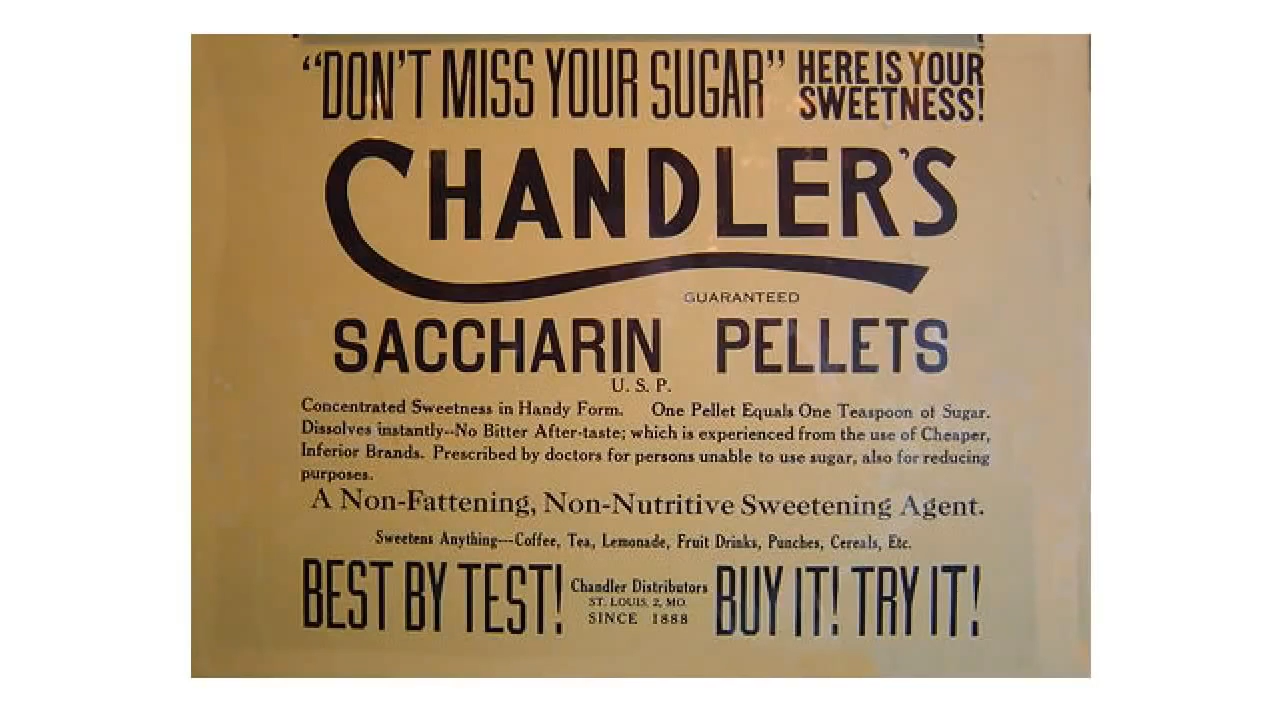 "DON'T MISS YOUR SUGAR" HERE IS YOUR SWEETNESS!
CHANDLER'S
GUARANTEED
SACCHARIN PELLETS
U. S. P.
Concentrated Sweetness in Handy Form. One Pellet Equals One Teaspoon of Sugar.
Dissolves instantly--No Bitter After-taste; which is experienced from the use of Cheaper,
Inferior Brands. Prescribed by doctors for persons unable to use sugar, also for reducing
purposes.
A Non-Fattening, Non-Nutritive Sweetening Agent.
Sweetens Anything---Coffee, Tea, Lemonade, Fruit Drinks, Punches, Cereals, Etc.
BEST BY TEST!
Chandler Distributors
ST. LOUIS, 2, MO.
SINCE 1888
BUY IT! TRY IT!